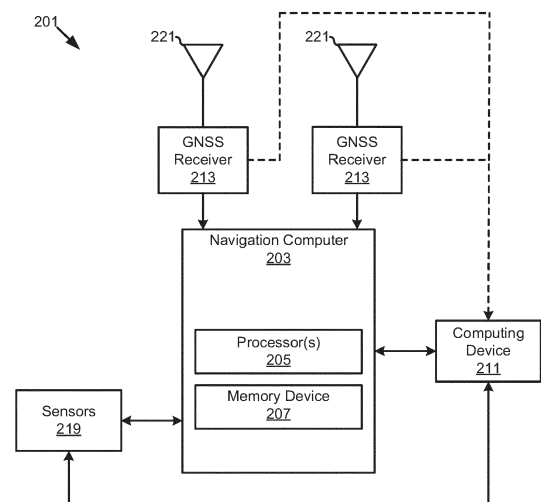 201
221
221
GNSS
Receiver
213
GNSS
Receiver
213
Navigation Computer
203
Processor(s)
205
Memory Device
207
Computing
Device
211
Sensors
219